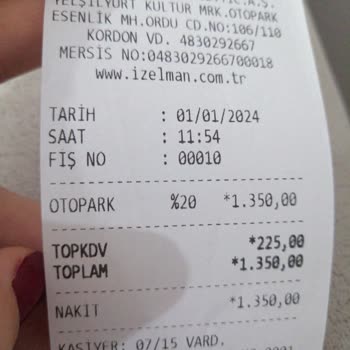 YEŞİLYURT KULTUR MRK.OTOPARK
ESENLİK MH.ORDU CD.NO:106/110
KORDON VD. 4830292667
MERSİS NO:0483029266700018
www.izelman.com.tr
TARİH : 01/01/2024
SAAT : 11:54
FİŞ NO : 00010
OTOPARK %20 *1.350,00
TOPKDV *225,00
TOPLAM *1.350,00
NAKİT *1.350,00
KASİYER: 07/15 VARD.